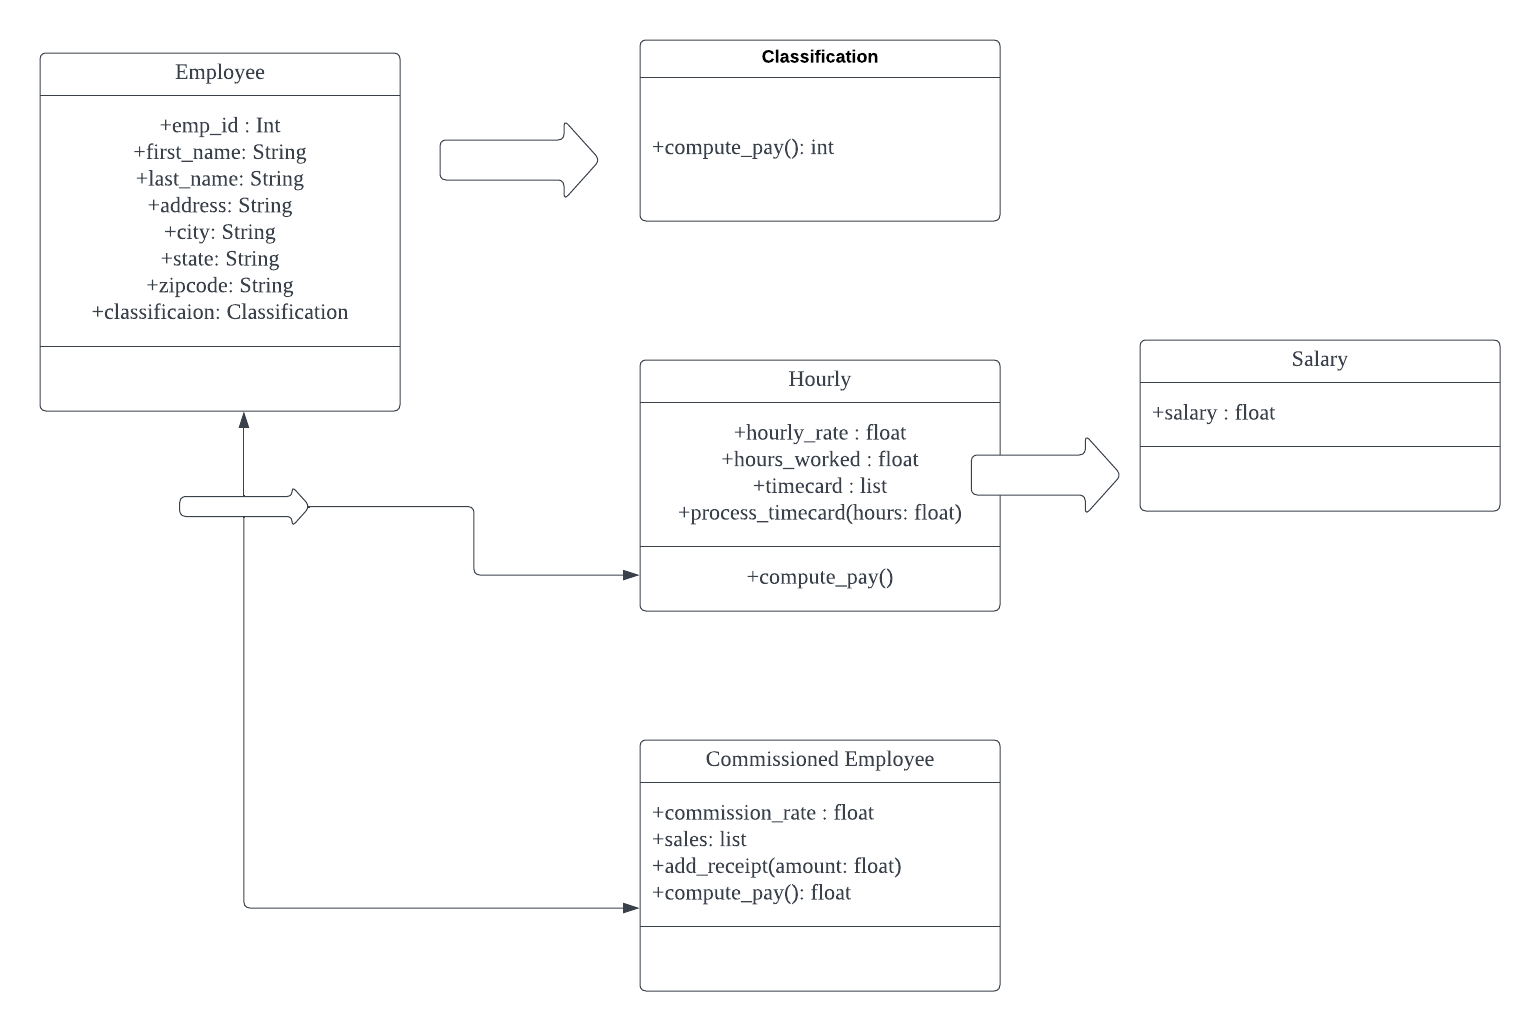 Employee
+emp_id : Int
+first_name: String
+last_name: String
+address: String
+city: String
+state: String
+zipcode: String
+classificaion: Classification
Classification
+compute_pay(): int
Hourly
+hourly_rate : float
+hours_worked : float
+timecard : list
+process_timecard(hours: float)
+compute_pay()
Salary
+salary : float
Commissioned Employee
+commission_rate : float
+sales: list
+add_receipt(amount: float)
+compute_pay(): float